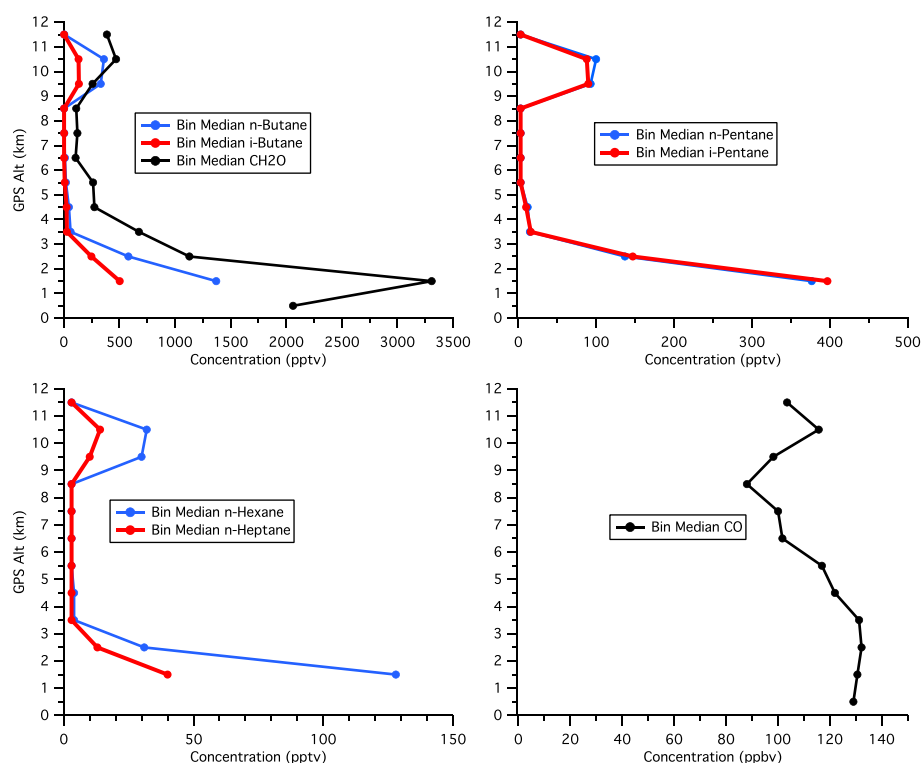 12
11
10
9
8
7
6
5
4
3
2
1
0
GPS Alt (km)
Bin Median n-Butane
Bin Median i-Butane
Bin Median CH2O
0 500 1000 1500 2000 2500 3000 3500
Concentration (pptv)
12
11
10
9
8
7
6
5
4
3
2
1
0
Bin Median n-Pentane
Bin Median i-Pentane
0 100 200 300 400 500
Concentration (pptv)
12
11
10
9
8
7
6
5
4
3
2
1
0
GPS Alt (km)
Bin Median n-Hexane
Bin Median n-Heptane
0 50 100 150
Concentration (pptv)
12
11
10
9
8
7
6
5
4
3
2
1
0
Bin Median CO
0 20 40 60 80 100 120 140
Concentration (ppbv)